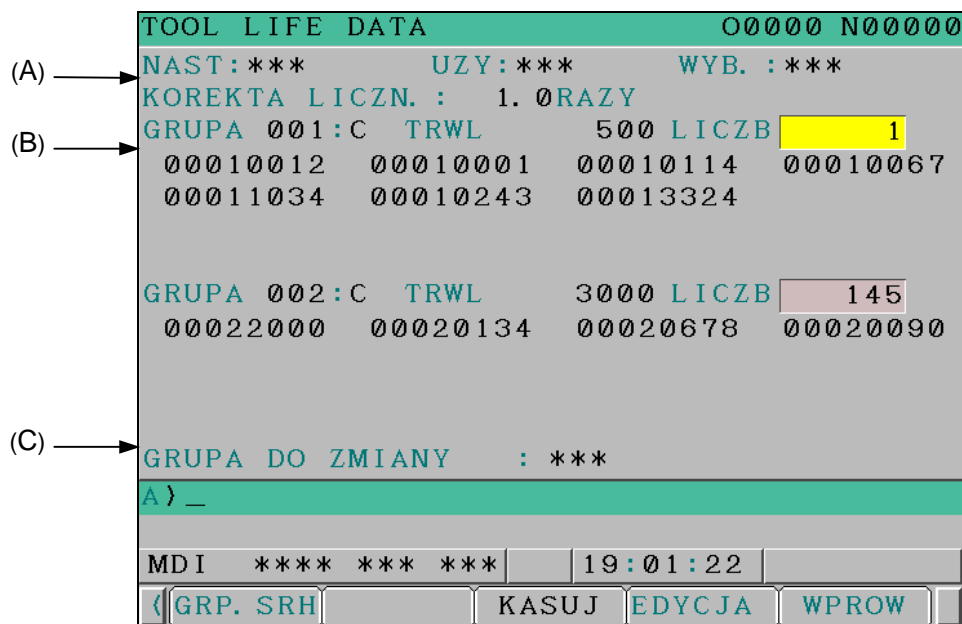 TOOL LIFE DATA O0000 N00000
(A) NAST:*** UZY:*** WYB. :***
KOREKTA LICZN. : 1.0RAZY
(B) GRUPA 001:C TRWL 500 LICZB 1
00010012 00010001 00010114 00010067
00011034 00010243 00013324
GRUPA 002:C TRWL 3000 LICZB 145
00022000 00020134 00020678 00020090
(C) GRUPA DO ZMIANY : ***
A)_
MDI **** *** *** 19:01:22
(GRP. SRH KASUJ EDYCJA WPROW